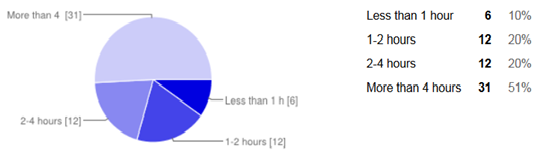 More than 4 [31]
Less than 1 h [6]
2-4 hours [12]
1-2 hours [12]
Less than 1 hour 6 10%
1-2 hours 12 20%
2-4 hours 12 20%
More than 4 hours 31 51%